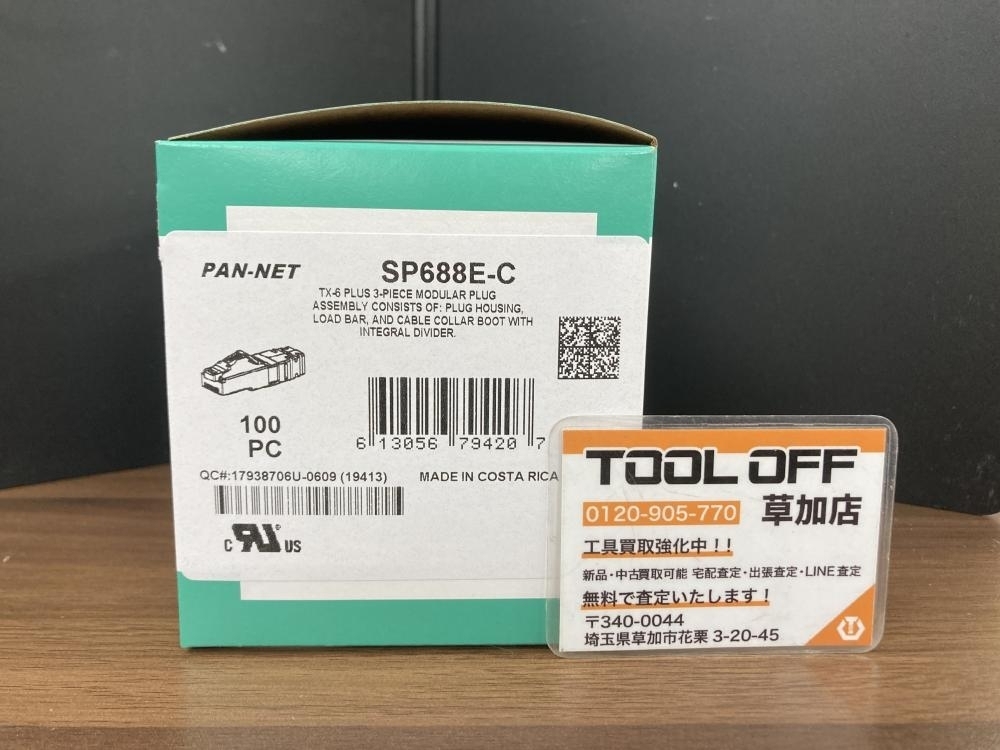 PAN-NET
SP688E-C
TX-6 PLUS 3-PIECE MODULAR PLUG
ASSEMBLY CONSISTS OF: PLUG HOUSING,
LOAD BAR, AND CABLE COLLAR BOOT WITH
INTEGRAL DIVIDER.
100
PC
6 13056 79420 7
QC#:17938706U-0609 (19413)
MADE IN COSTA RICA
C RU ® US
TOOL OFF
0120-905-770 草加店
工具買取強化中!!
新品・中古買取可能 宅配査定・出張査定・LINE査定
無料で査定いたします!
〒340-0044
埼玉県草加市花栗 3-20-45